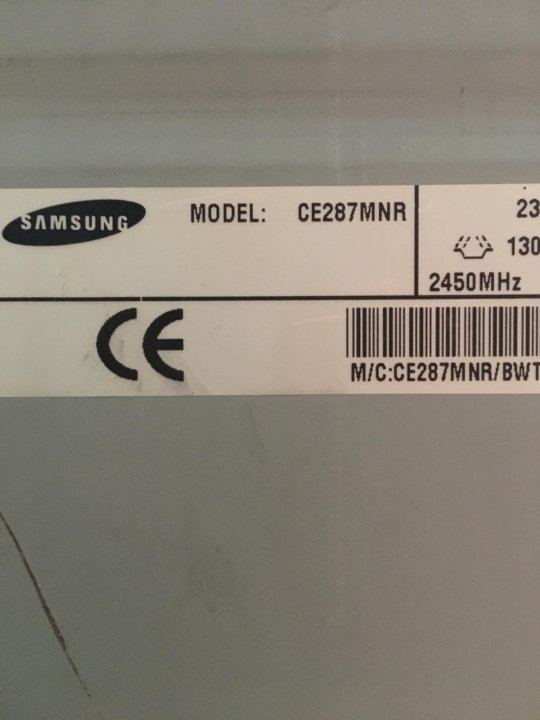 SAMSUNG MODEL: CE287MNR
23
130
2450MHz
CE
M/C:CE287MNR/BWT